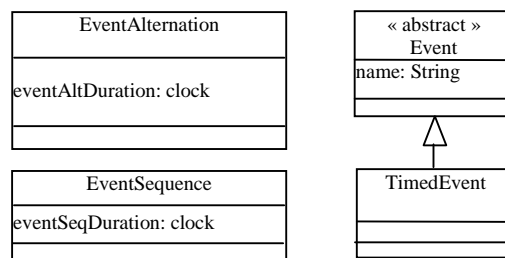 EventAlternation
eventAltDuration: clock
« abstract »
Event
name: String
EventSequence
eventSeqDuration: clock
TimedEvent